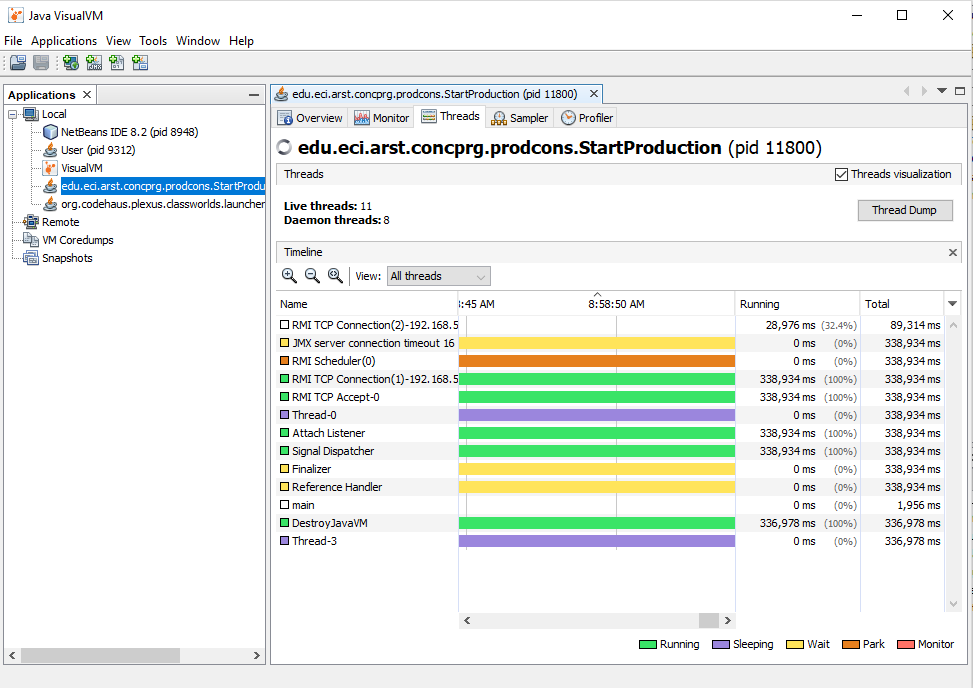 Java VisualVM
File Applications View Tools Window Help
Applications
Local
NetBeans IDE 8.2 (pid 8948)
User (pid 9312)
VisualVM
edu.eci.arst.concprg.prodcons.StartProdu
org.codehaus.plexus.classworlds.launcher
Remote
VM Coredumps
Snapshots
edu.eci.arst.concprg.prodcons.StartProduction (pid 11800)
Overview Monitor Threads Sampler Profiler
edu.eci.arst.concprg.prodcons.StartProduction (pid 11800)
Threads Threads visualization
Live threads: 11
Daemon threads: 8
Thread Dump
Timeline
View: All threads
Name :45 AM 8:58:50 AM Running Total
RMI TCP Connection(2)-192.168.5 28,976 ms (32.4%) 89,314 ms
JMX server connection timeout 16 0 ms (0%) 338,934 ms
RMI Scheduler(0) 0 ms (0%) 338,934 ms
RMI TCP Connection(1)-192.168.5 338,934 ms (100%) 338,934 ms
RMI TCP Accept-0 338,934 ms (100%) 338,934 ms
Thread-0 0 ms (0%) 338,934 ms
Attach Listener 338,934 ms (100%) 338,934 ms
Signal Dispatcher 338,934 ms (100%) 338,934 ms
Finalizer 0 ms (0%) 338,934 ms
Reference Handler 0 ms (0%) 338,934 ms
main 0 ms (0%) 1,956 ms
DestroyJavaVM 336,978 ms (100%) 336,978 ms
Thread-3 0 ms (0%) 336,978 ms
Running Sleeping Wait Park Monitor